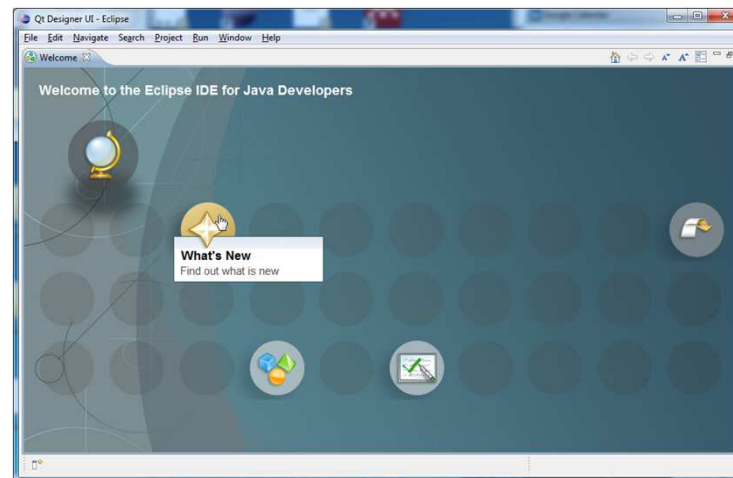 Qt Designer UI - Eclipse
File Edit Navigate Search Project Run Window Help
Welcome
Welcome to the Eclipse IDE for Java Developers
What's New
Find out what is new